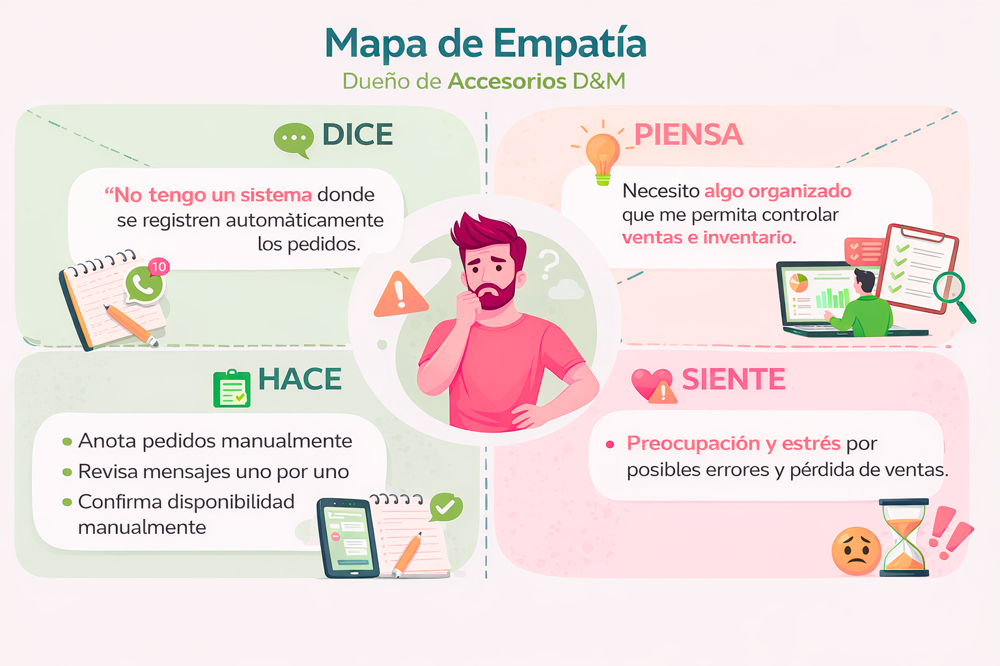 Mapa de Empatía
Dueño de Accesorios D&M
DICE
“No tengo un sistema donde
se registren automàticamente
los pedidos.
10
PIENSA
Necesito algo organizado
que me permita controlar
ventas e inventario.
HACE
Anota pedidos manualmente
Revisa mensajes uno por uno
Confirma disponibilidad
manualmente
SIENTE
Preocupación y estrés por
posibles errores y pérdida de ventas.